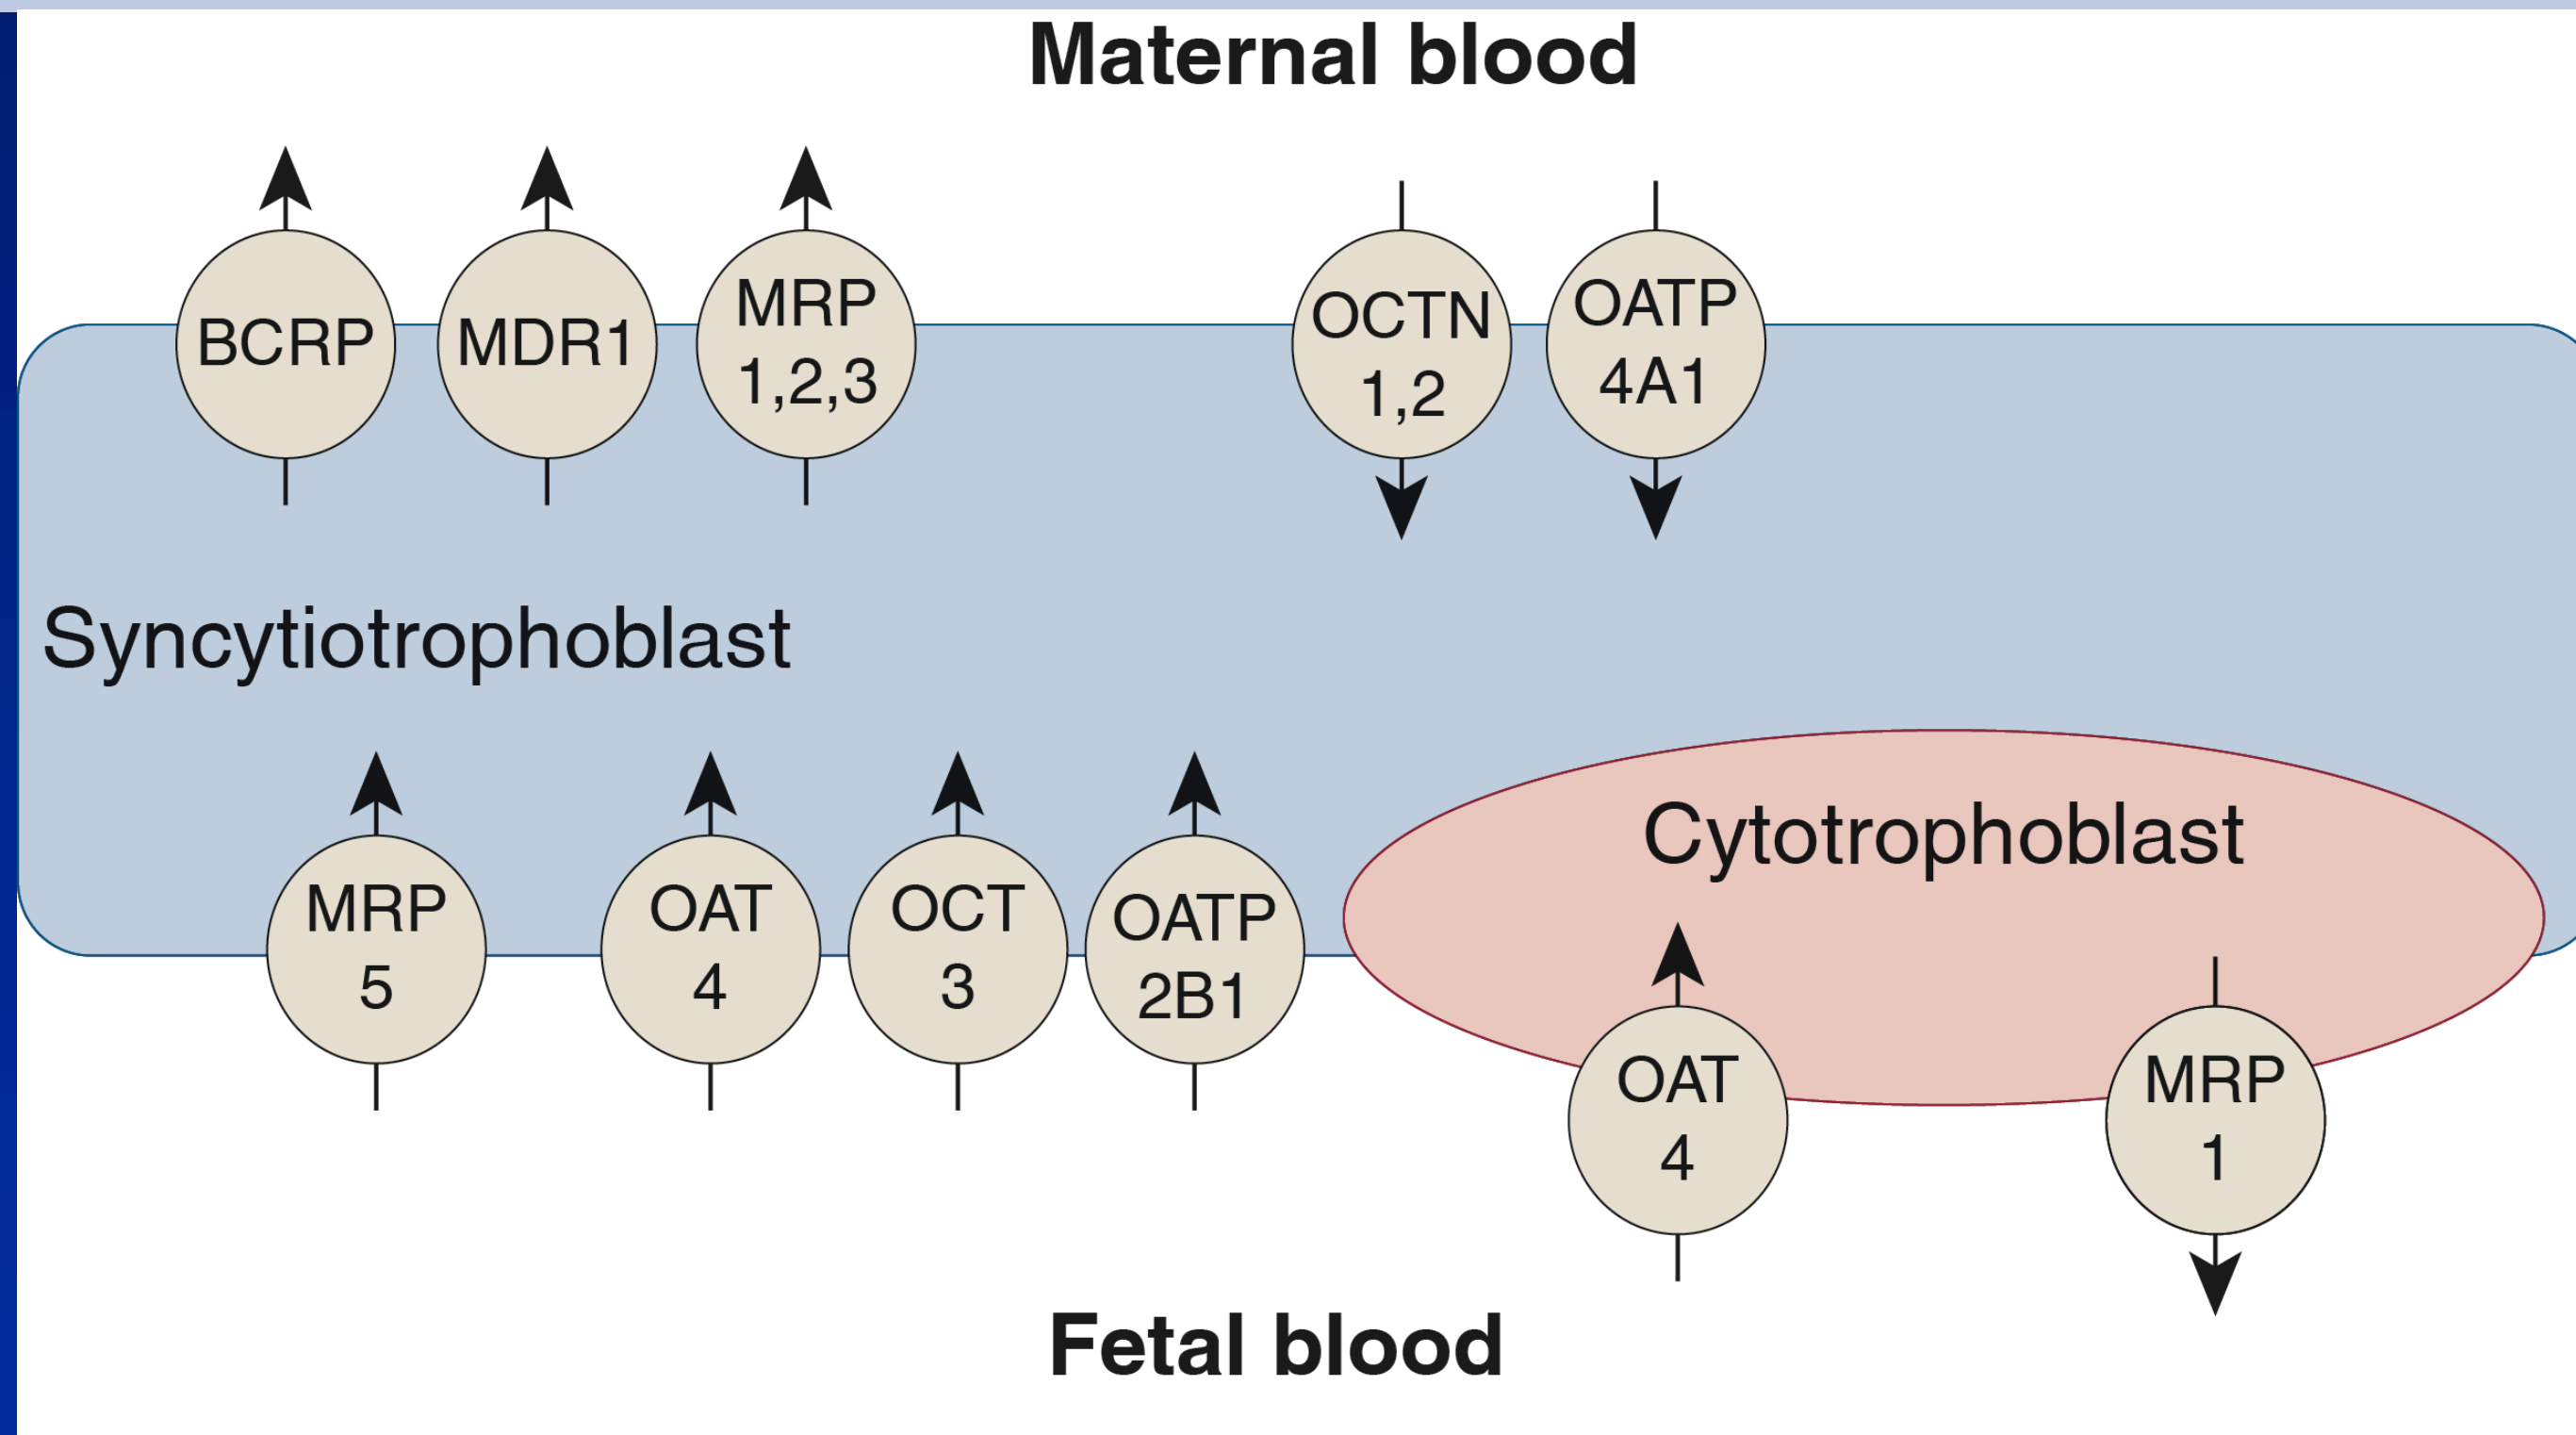 Maternal blood
BCRP
MDR1
MRP
1,2,3
OCTN
1,2
OATP
4A1
Syncytiotrophoblast
MRP
5
OAT
4
OCT
3
OATP
2B1
Cytotrophoblast
OAT
4
MRP
1
Fetal blood